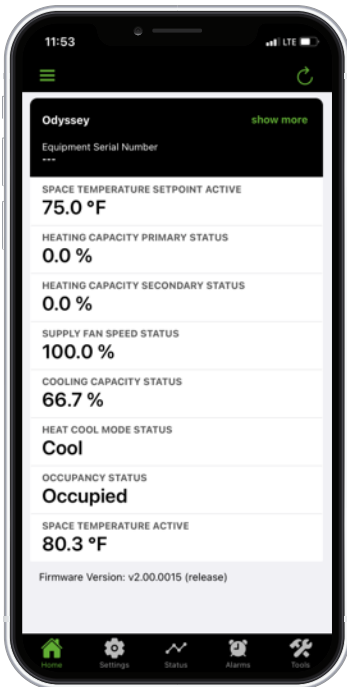 11:53
LTE
Odyssey
show more
Equipment Serial Number
---
SPACE TEMPERATURE SETPOINT ACTIVE
75.0 °F
HEATING CAPACITY PRIMARY STATUS
0.0 %
HEATING CAPACITY SECONDARY STATUS
0.0 %
SUPPLY FAN SPEED STATUS
100.0 %
COOLING CAPACITY STATUS
66.7 %
HEAT COOL MODE STATUS
Cool
OCCUPANCY STATUS
Occupied
SPACE TEMPERATURE ACTIVE
80.3 °F
Firmware Version: v2.00.0015 (release)
Home
Settings
Status
Alarms
Tools